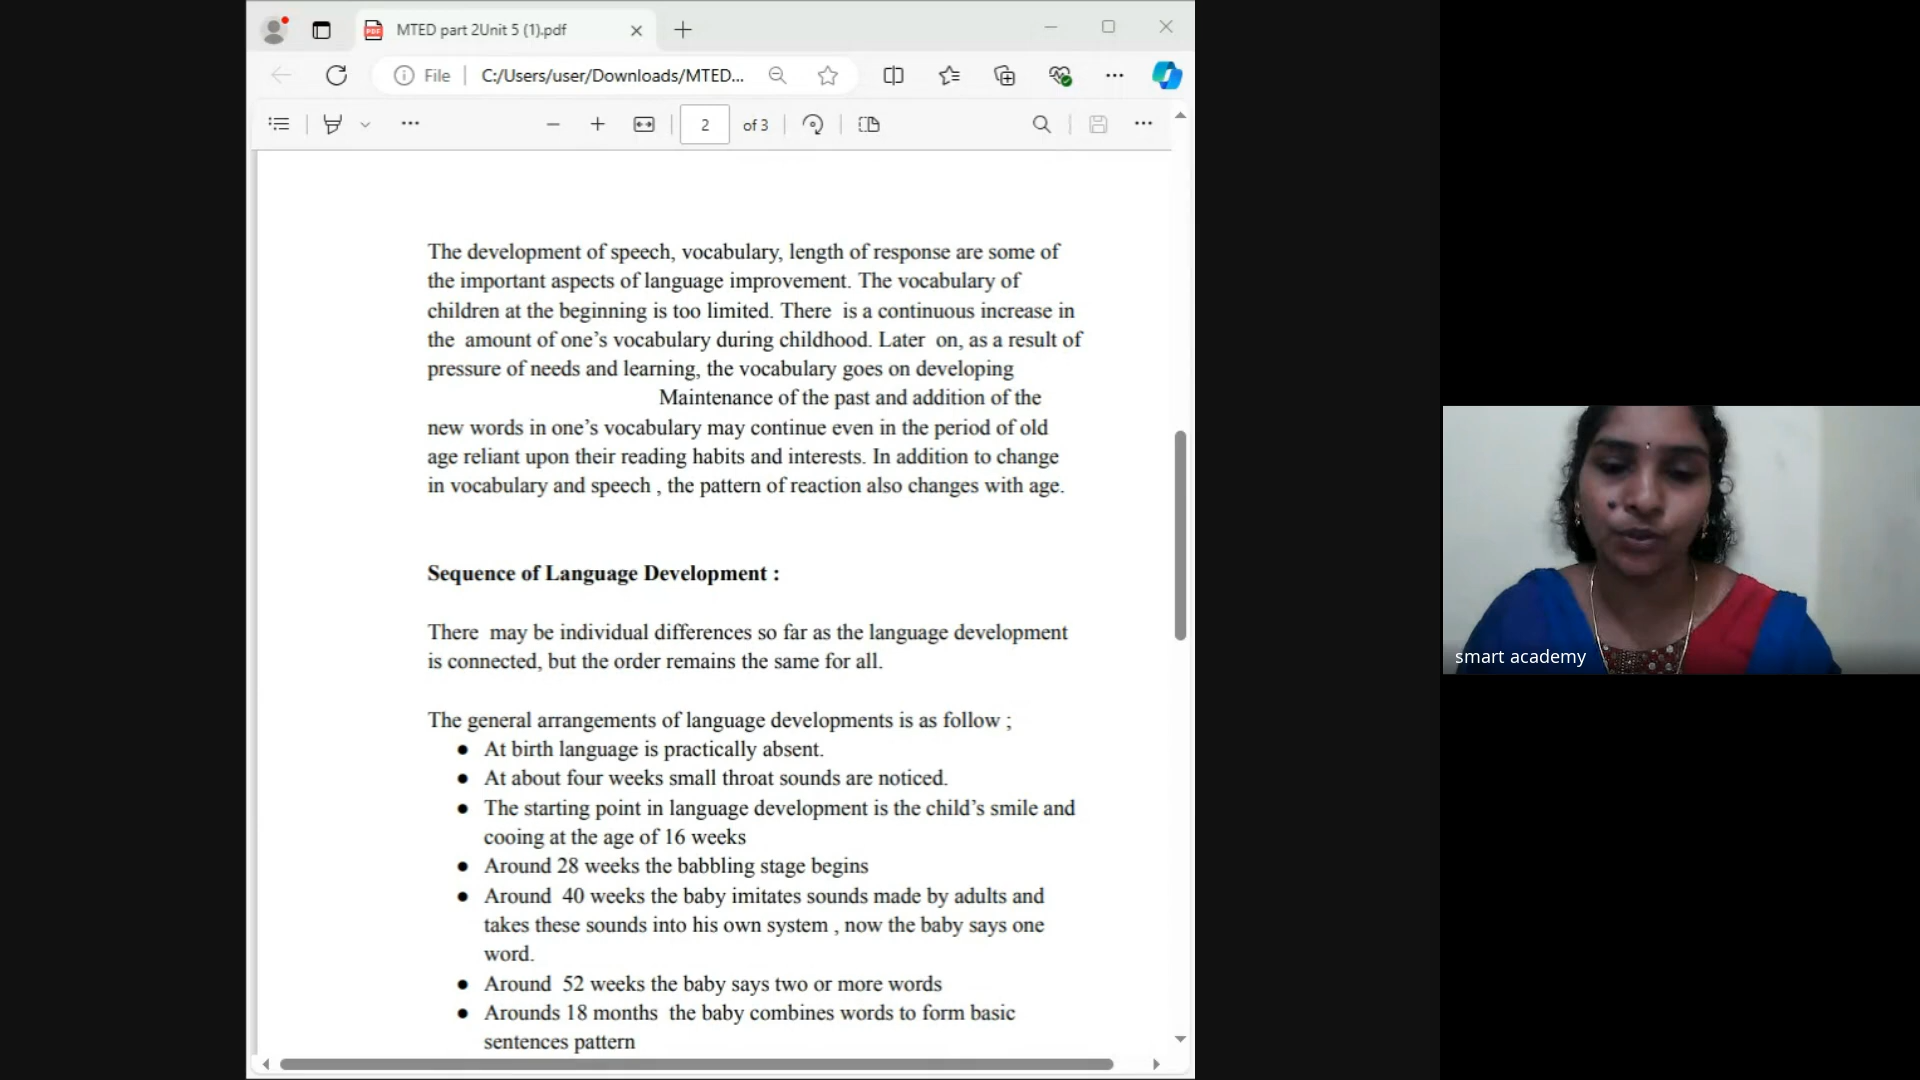 MTED part 2Unit 5 (1).pdf
File
C:/Users/user/Downloads/MTED...
2 of 3
The development of speech, vocabulary, length of response are some of
the important aspects of language improvement. The vocabulary of
children at the beginning is too limited. There is a continuous increase in
the amount of one’s vocabulary during childhood. Later on, as a result of
pressure of needs and learning, the vocabulary goes on developing
Maintenance of the past and addition of the
new words in one’s vocabulary may continue even in the period of old
age reliant upon their reading habits and interests. In addition to change
in vocabulary and speech , the pattern of reaction also changes with age.
Sequence of Language Development :
There may be individual differences so far as the language development
is connected, but the order remains the same for all.
The general arrangements of language developments is as follow ;
● At birth language is practically absent.
● At about four weeks small throat sounds are noticed.
● The starting point in language development is the child’s smile and
cooing at the age of 16 weeks
● Around 28 weeks the babbling stage begins
● Around 40 weeks the baby imitates sounds made by adults and
takes these sounds into his own system , now the baby says one
word.
● Around 52 weeks the baby says two or more words
● Arounds 18 months the baby combines words to form basic
sentences pattern
smart academy